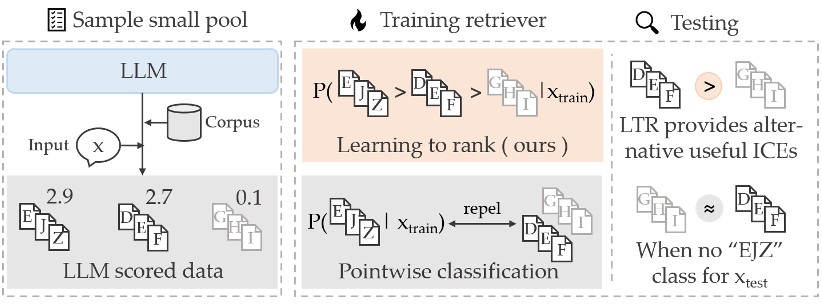 Sample small pool
LLM
Corpus
Input
x
2.9
2.7
0.1
E J Z
D E F
G H I
LLM scored data
Training retriever
P( E J Z > D E F > G H I |x_train)
Learning to rank ( ours )
P( E J Z | x_train) repel G H I
D E F
Pointwise classification
Testing
D E F > G H I
LTR provides alter-
native useful ICEs
G H I ≈ D E F
When no “EJZ”
class for x_test